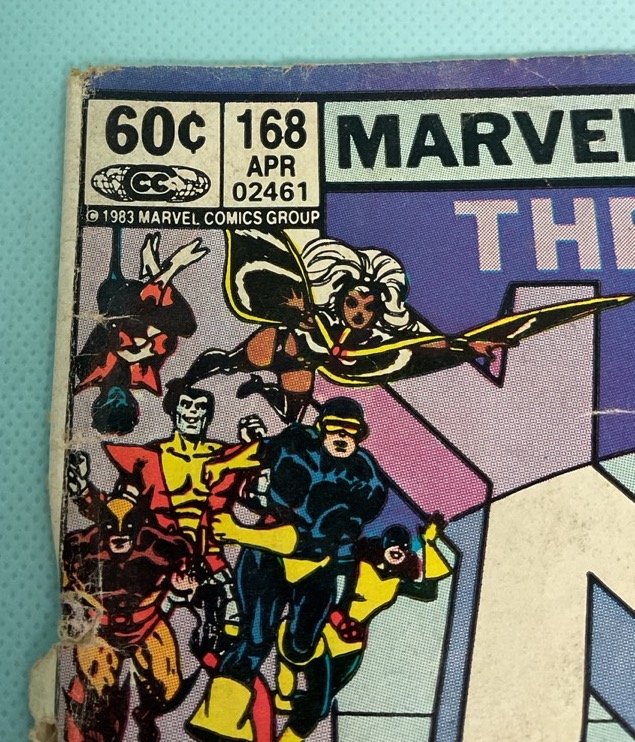 60¢
168
APR
02461
CC
© 1983 MARVEL COMICS GROUP
MARVEL
THE